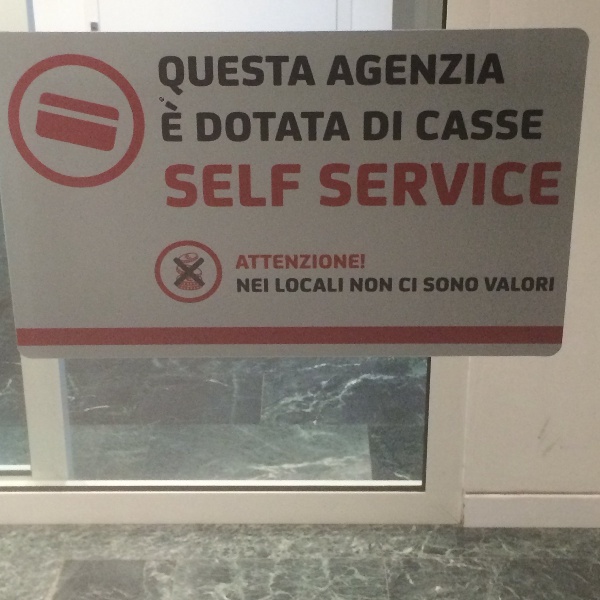 QUESTA AGENZIA
È DOTATA DI CASSE
SELF SERVICE
ATTENZIONE!
NEI LOCALI NON CI SONO VALORI